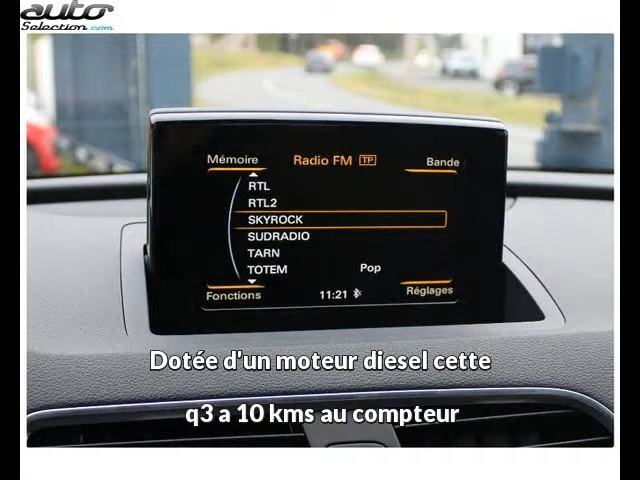 auto
Selection.com
Mémoire Radio FM TP Bande
RTL
RTL2
SKYROCK
SUDRADIO
TARN
TOTEM Pop
Fonctions 11:21 Réglages
Dotée d'un moteur diesel cette
q3 a 10 kms au compteur